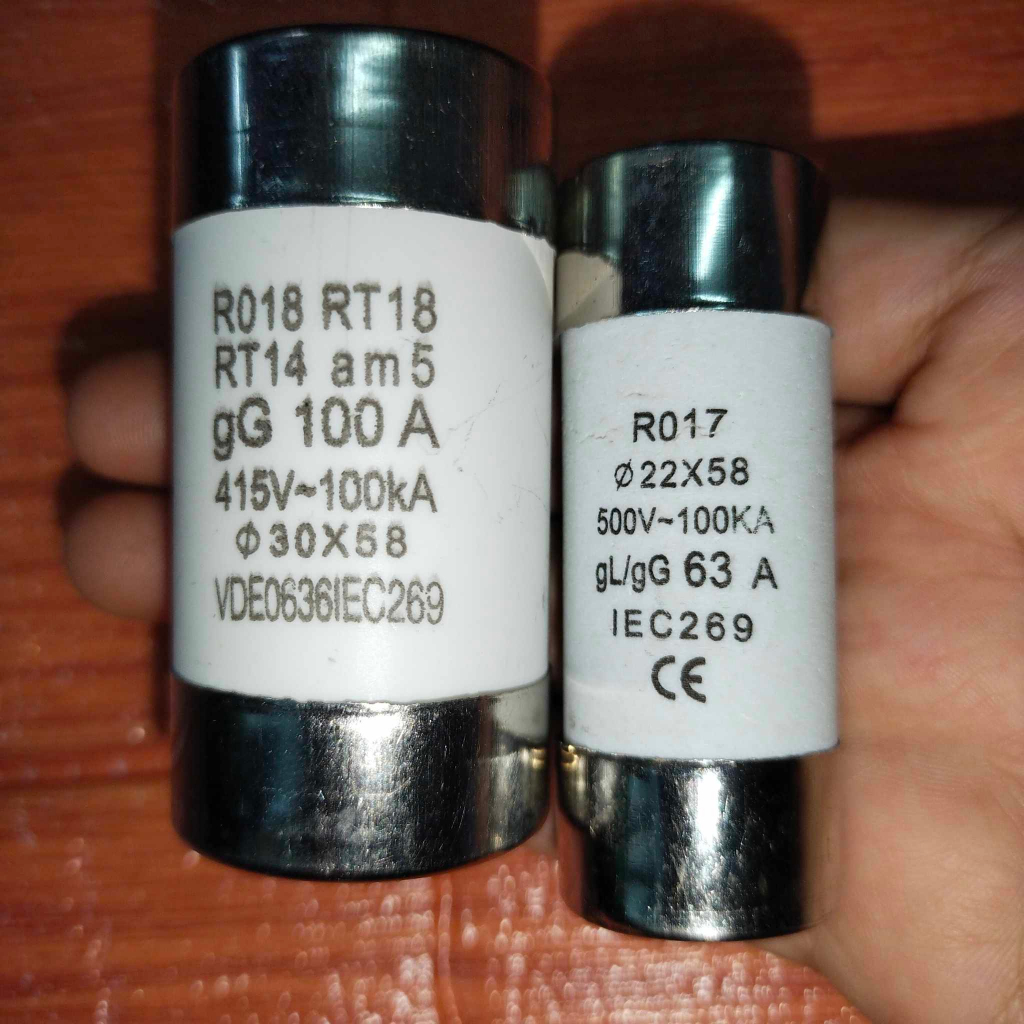 R018 RT18
RT14 am5
gG 100 A
415V~100kA
Φ30X58
VDE0636IEC269
R017
Ø22X58
500V~100KA
gL/gG 63 A
IEC269
CE